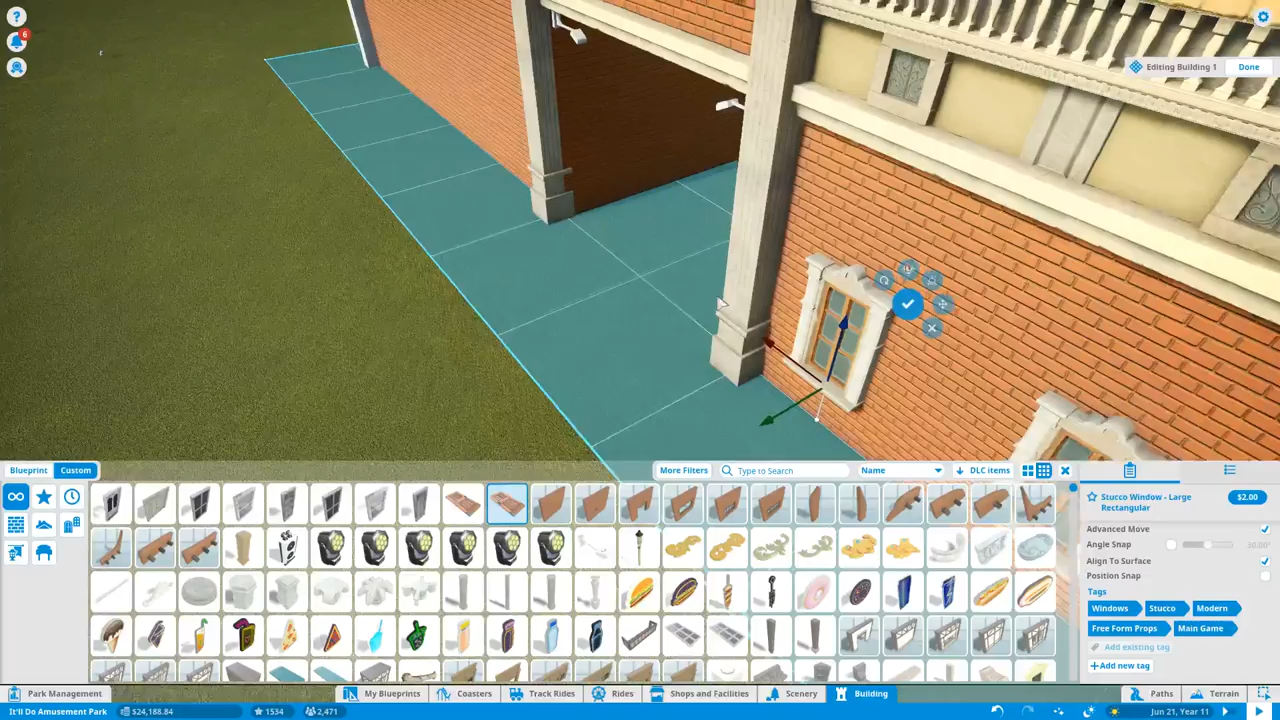 6
Editing Building 1 Done
Blueprint Custom More Filters Type to Search Name DLC items
Stucco Window - Large Rectangular $2.00
Advanced Move
Angle Snap 30.00°
Align To Surface
Position Snap
Tags
Windows Stucco Modern
Free Form Props Main Game
Add existing tag
+Add new tag
Park Management My Blueprints Coasters Track Rides Rides Shops and Facilities Scenery Building Paths Terrain
It'll Do Amusement Park $24,188.84 1534 2,471 Jun 21, Year 11